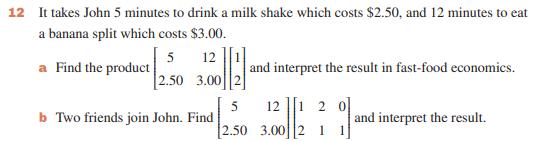 12 It takes John 5 minutes to drink a milk shake which costs $2.50, and 12 minutes to eat
a banana split which costs $3.00.
a Find the product [5 12; 2.50 3.00] [1; 2] and interpret the result in fast-food economics.
b Two friends join John. Find [5 12; 2.50 3.00] [1 2 0; 2 1 1] and interpret the result.